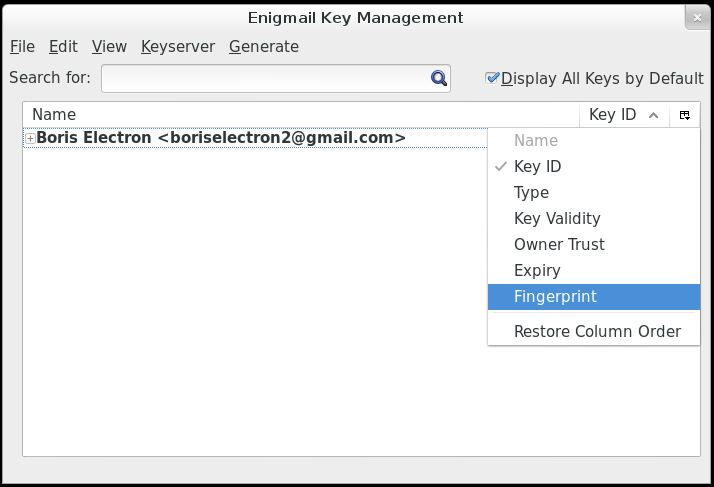 Enigmail Key Management
File Edit View Keyserver Generate
Search for: Display All Keys by Default
Name Key ID
Boris Electron <boriselectron2@gmail.com>
Name
Key ID
Type
Key Validity
Owner Trust
Expiry
Fingerprint
Restore Column Order